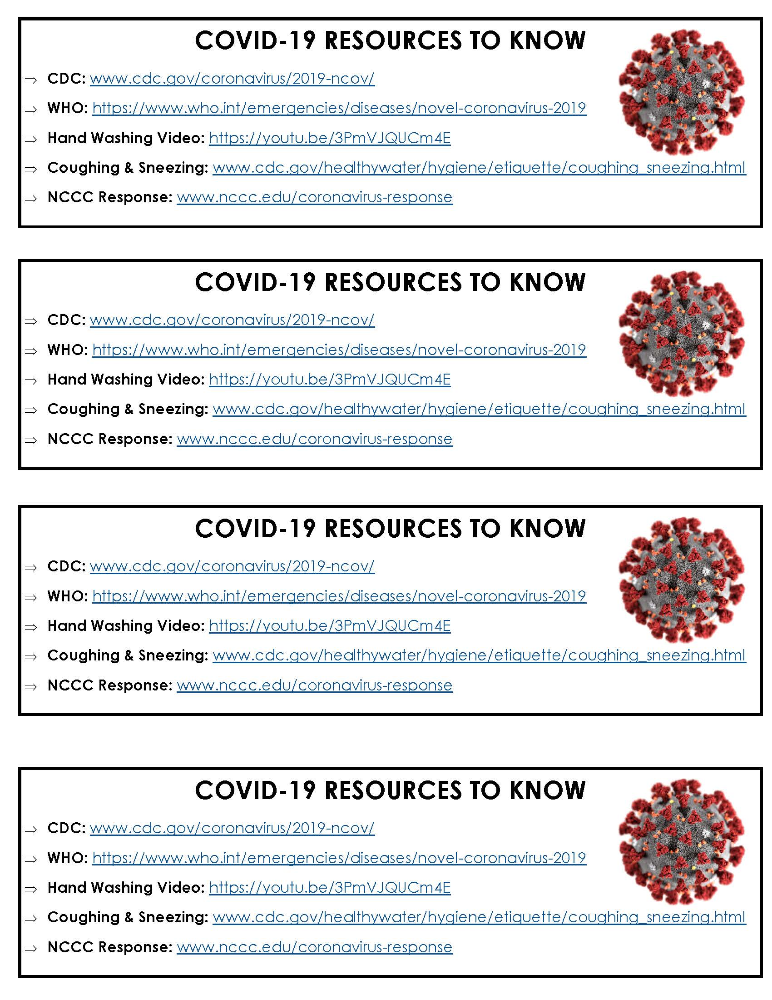 COVID-19 RESOURCES TO KNOW
⇒ CDC: www.cdc.gov/coronavirus/2019-ncov/
⇒ WHO: https://www.who.int/emergencies/diseases/novel-coronavirus-2019
⇒ Hand Washing Video: https://youtu.be/3PmVJQUCm4E
⇒ Coughing & Sneezing: www.cdc.gov/healthywater/hygiene/etiquette/coughing_sneezing.html
⇒ NCCC Response: www.nccc.edu/coronavirus-response
COVID-19 RESOURCES TO KNOW
⇒ CDC: www.cdc.gov/coronavirus/2019-ncov/
⇒ WHO: https://www.who.int/emergencies/diseases/novel-coronavirus-2019
⇒ Hand Washing Video: https://youtu.be/3PmVJQUCm4E
⇒ Coughing & Sneezing: www.cdc.gov/healthywater/hygiene/etiquette/coughing_sneezing.html
⇒ NCCC Response: www.nccc.edu/coronavirus-response
COVID-19 RESOURCES TO KNOW
⇒ CDC: www.cdc.gov/coronavirus/2019-ncov/
⇒ WHO: https://www.who.int/emergencies/diseases/novel-coronavirus-2019
⇒ Hand Washing Video: https://youtu.be/3PmVJQUCm4E
⇒ Coughing & Sneezing: www.cdc.gov/healthywater/hygiene/etiquette/coughing_sneezing.html
⇒ NCCC Response: www.nccc.edu/coronavirus-response
COVID-19 RESOURCES TO KNOW
⇒ CDC: www.cdc.gov/coronavirus/2019-ncov/
⇒ WHO: https://www.who.int/emergencies/diseases/novel-coronavirus-2019
⇒ Hand Washing Video: https://youtu.be/3PmVJQUCm4E
⇒ Coughing & Sneezing: www.cdc.gov/healthywater/hygiene/etiquette/coughing_sneezing.html
⇒ NCCC Response: www.nccc.edu/coronavirus-response